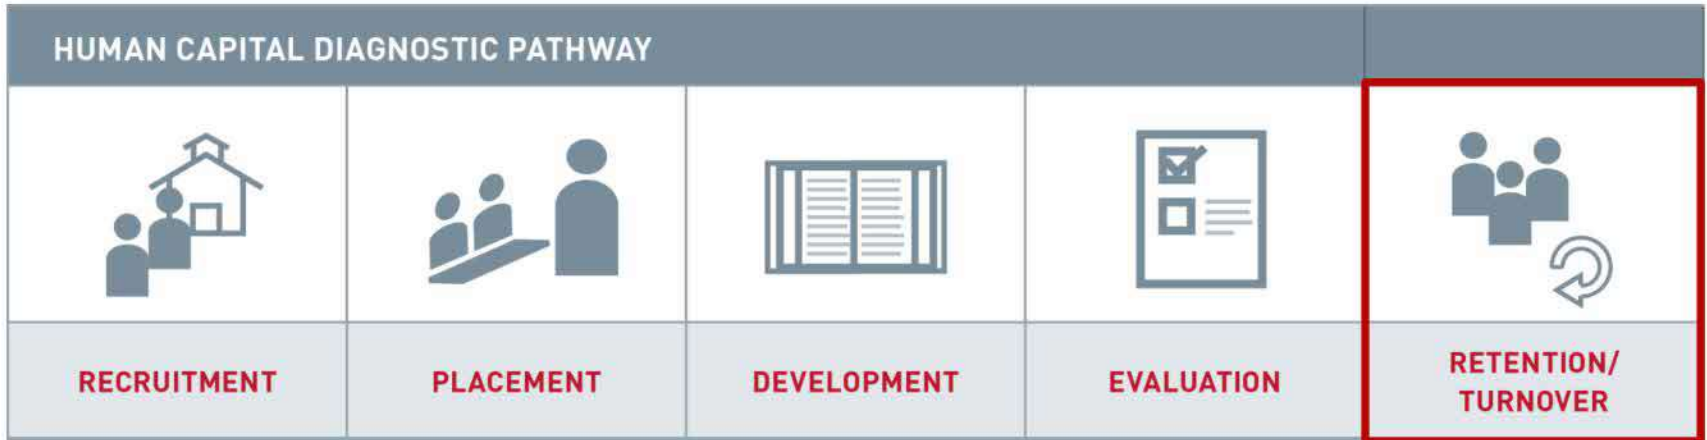 HUMAN CAPITAL DIAGNOSTIC PATHWAY
RECRUITMENT
PLACEMENT
DEVELOPMENT
EVALUATION
RETENTION/
TURNOVER